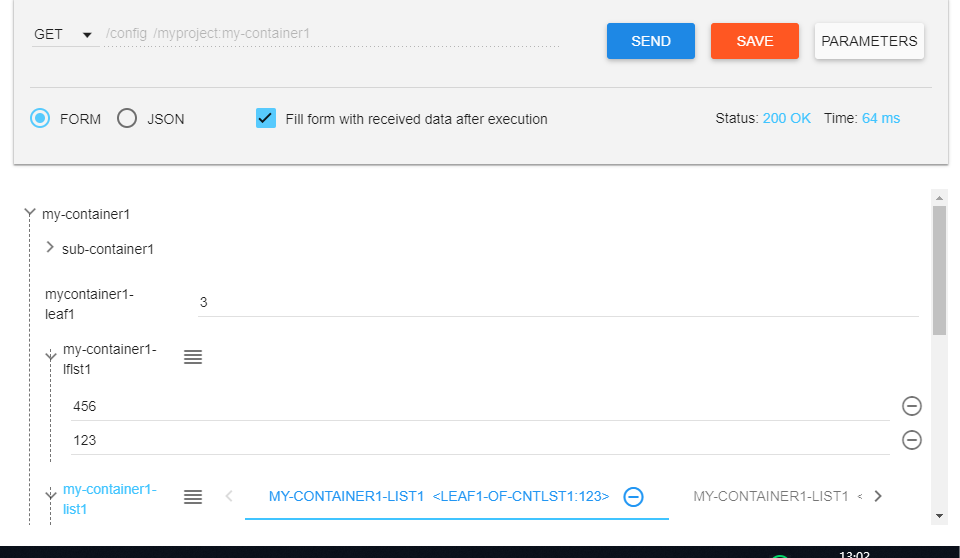 GET /config /myproject:my-container1 SEND SAVE PARAMETERS
FORM JSON Fill form with received data after execution Status: 200 OK Time: 64 ms
my-container1
sub-container1
mycontainer1-
leaf1
3
my-container1-
lflst1
456
123
my-container1-
list1
MY-CONTAINER1-LIST1 <LEAF1-OF-CNTLST1:123> MY-CONTAINER1-LIST1 <
13:02